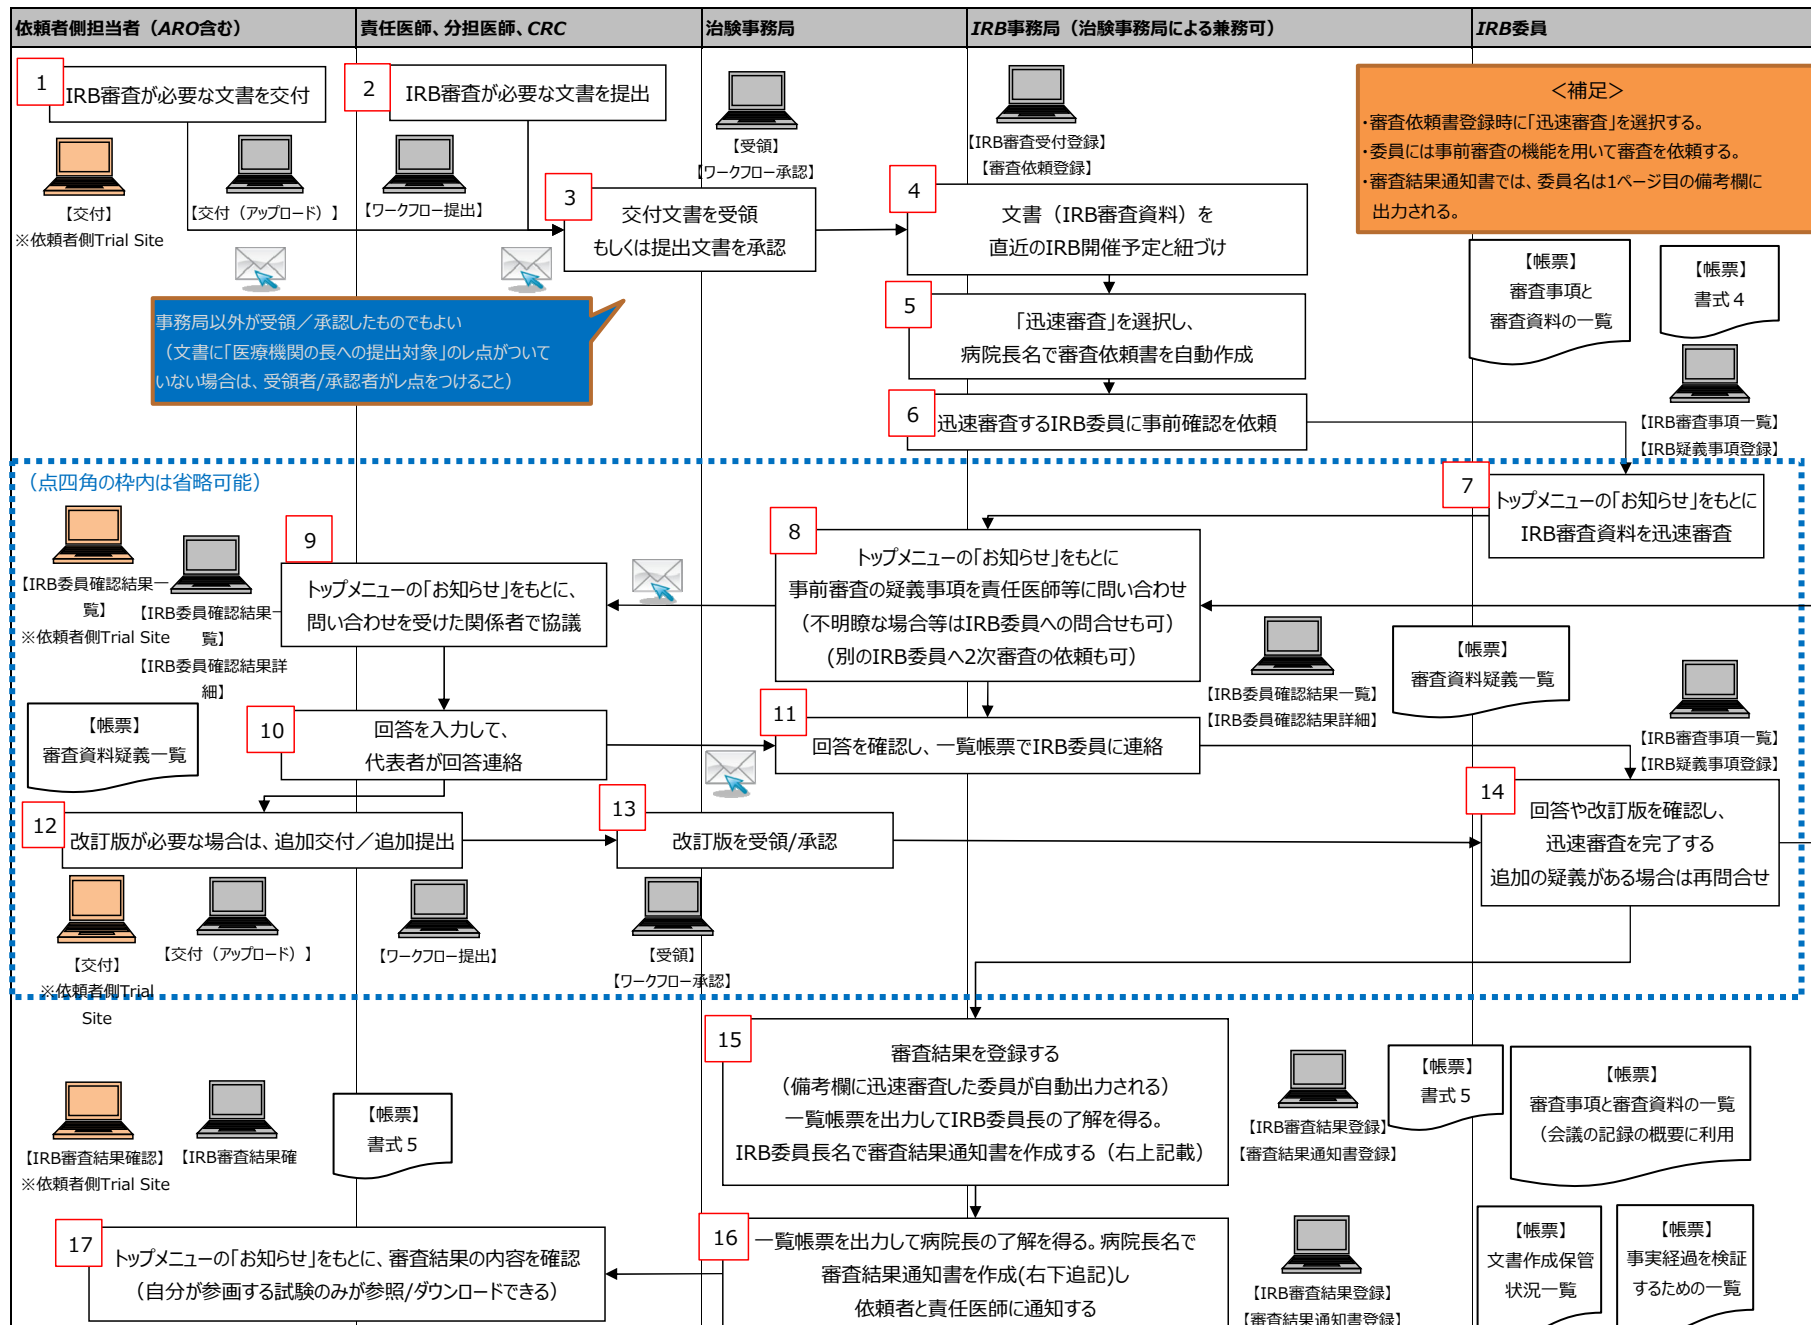 依頼者側担当者（ARO含む）
責任医師、分担医師、CRC
治験事務局
IRB事務局（治験事務局による兼務可）
IRB委員
1
IRB審査が必要な文書を交付
2
IRB審査が必要な文書を提出
【交付】
※依頼者側Trial Site
【交付（アップロード）】
【ワークフロー提出】
【受領】
【ワークフロー承認】
3
交付文書を受領
もしくは提出文書を承認
【IRB審査受付登録】
【審査依頼登録】
4
文書（IRB審査資料）を
直近のIRB開催予定と紐づけ
＜補足＞
・審査依頼書登録時に「迅速審査」を選択する。
・委員には事前審査の機能を用いて審査を依頼する。
・審査結果通知書では、委員名は1ページ目の備考欄に
出力される。
事務局以外が受領／承認したものでもよい
（文書に「医療機関の長への提出対象」のレ点がついて
いない場合は、受領者/承認者がレ点をつけること）
5
「迅速審査」を選択し、
病院長名で審査依頼書を自動作成
【帳票】
審査事項と
審査資料の一覧
【帳票】
書式４
6
迅速審査するIRB委員に事前確認を依頼
【IRB審査事項一覧】
【IRB疑義事項登録】
（点四角の枠内は省略可能）
7
トップメニューの「お知らせ」をもとに
IRB審査資料を迅速審査
8
トップメニューの「お知らせ」をもとに
事前審査の疑義事項を責任医師等に問い合わせ
（不明瞭な場合等はIRB委員への問合せも可）
(別のIRB委員へ2次審査の依頼も可）
9
トップメニューの「お知らせ」をもとに、
問い合わせを受けた関係者で協議
【IRB委員確認結果一
覧】
※依頼者側Trial Site
【IRB委員確認結果一
覧】
【IRB委員確認結果詳
細】
【帳票】
審査資料疑義一覧
10
回答を入力して、
代表者が回答連絡
11
回答を確認し、一覧帳票でIRB委員に連絡
【IRB委員確認結果一覧】
【IRB委員確認結果詳細】
【帳票】
審査資料疑義一覧
【IRB審査事項一覧】
【IRB疑義事項登録】
12
改訂版が必要な場合は、追加交付／追加提出
13
改訂版を受領/承認
14
回答や改訂版を確認し、
迅速審査を完了する
追加の疑義がある場合は再問合せ
【交付】
※依頼者側Trial
Site
【交付（アップロード）】
【ワークフロー提出】
【受領】
【ワークフロー承認】
15
審査結果を登録する
（備考欄に迅速審査した委員が自動出力される）
一覧帳票を出力してIRB委員長の了解を得る。
IRB委員長名で審査結果通知書を作成する（右上記載）
【IRB審査結果登録】
【審査結果通知書登録】
【帳票】
書式５
【帳票】
審査事項と審査資料の一覧
（会議の記録の概要に利用
【IRB審査結果確認】
※依頼者側Trial Site
【IRB審査結果確
【帳票】
書式５
16
一覧帳票を出力して病院長の了解を得る。病院長名で
審査結果通知書を作成(右下追記)し
依頼者と責任医師に通知する
17
トップメニューの「お知らせ」をもとに、審査結果の内容を確認
（自分が参画する試験のみが参照/ダウンロードできる）
【IRB審査結果登録】
【審査結果通知書登録】
【帳票】
文書作成保管
状況一覧
【帳票】
事実経過を検証
するための一覧